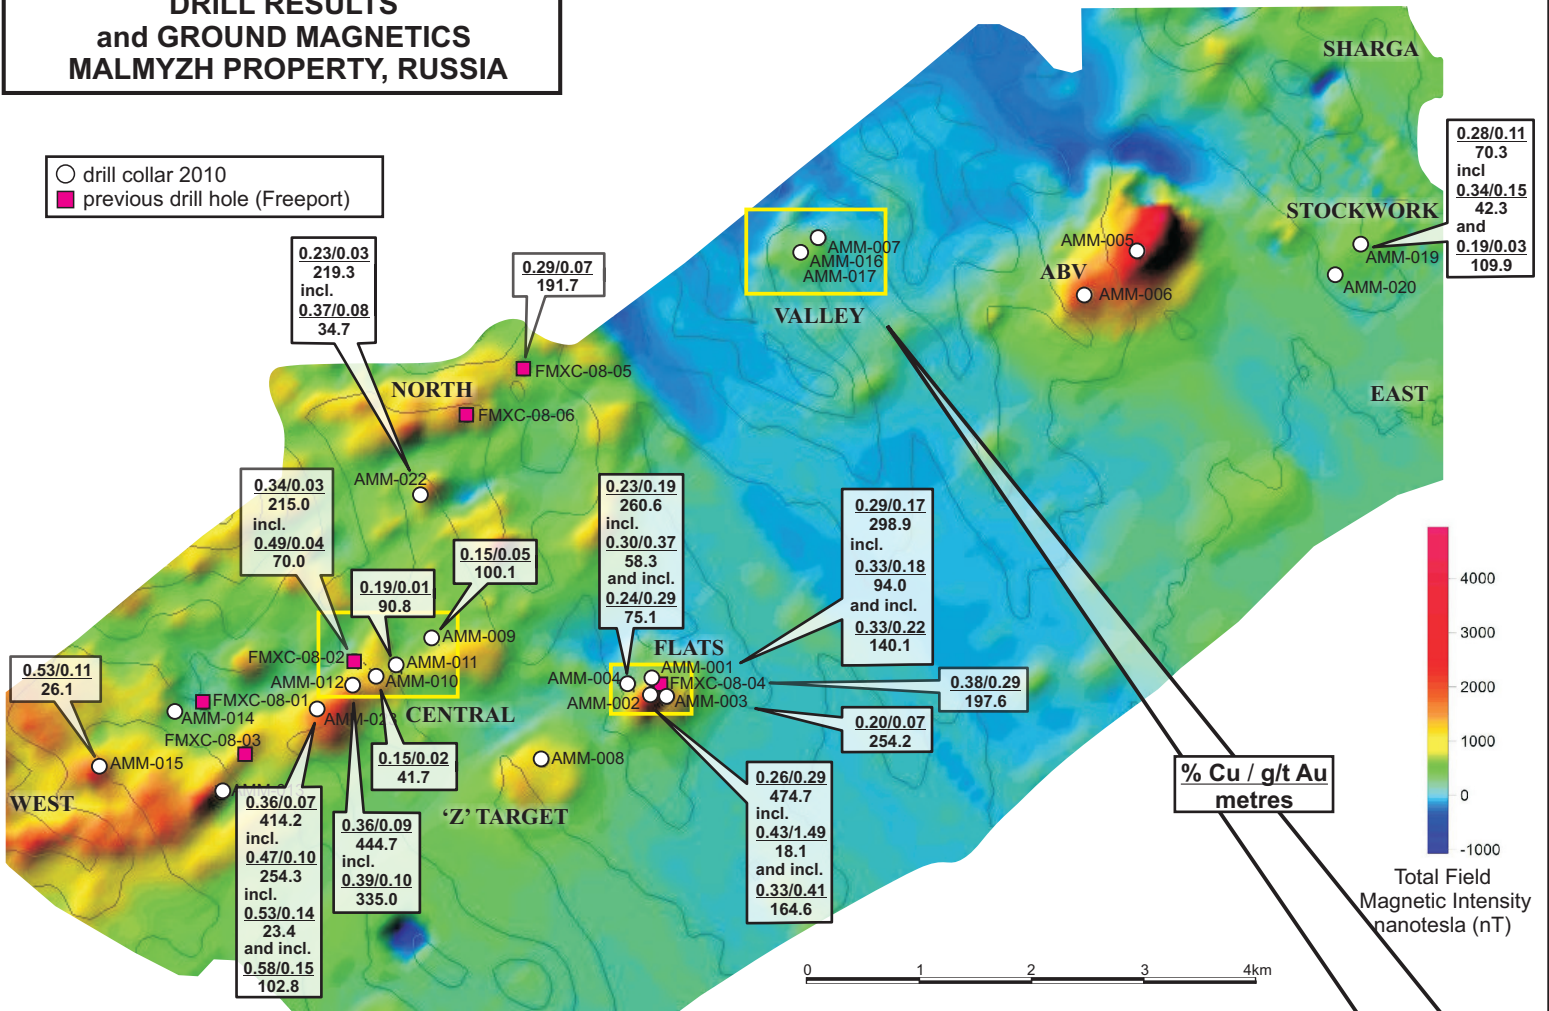 DRILL RESULTS
and GROUND MAGNETICS
MALMYZH PROPERTY, RUSSIA
drill collar 2010
previous drill hole (Freeport)
SHARGA
0.28/0.11
70.3
incl
0.34/0.15
42.3
and
0.19/0.03
109.9
STOCKWORK
AMM-019
AMM-020
AMM-005
ABV
AMM-006
AMM-007
AMM-016
AMM-017
VALLEY
EAST
0.23/0.03
219.3
incl.
0.37/0.08
34.7
0.29/0.07
191.7
FMXC-08-05
NORTH
FMXC-08-06
AMM-022
0.34/0.03
215.0
incl.
0.49/0.04
70.0
0.15/0.05
100.1
0.19/0.01
90.8
AMM-009
FMXC-08-02
AMM-011
AMM-012
AMM-010
0.53/0.11
26.1
FMXC-08-01
AMM-014
AMM-023
CENTRAL
FMXC-08-03
AMM-015
WEST
0.15/0.02
41.7
0.36/0.07
414.2
incl.
0.47/0.10
254.3
incl.
0.53/0.14
23.4
and incl.
0.58/0.15
102.8
0.36/0.09
444.7
incl.
0.39/0.10
335.0
0.23/0.19
260.6
incl.
0.30/0.37
58.3
and incl.
0.24/0.29
75.1
0.29/0.17
298.9
incl.
0.33/0.18
94.0
and incl.
0.33/0.22
140.1
FLATS
AMM-001
AMM-004
FMXC-08-04
AMM-002
AMM-003
0.38/0.29
197.6
0.20/0.07
254.2
AMM-008
‘Z’ TARGET
0.26/0.29
474.7
incl.
0.43/1.49
18.1
and incl.
0.33/0.41
164.6
% Cu / g/t Au
metres
4000
3000
2000
1000
0
-1000
Total Field
Magnetic Intensity
nanotesla (nT)
0 1 2 3 4km